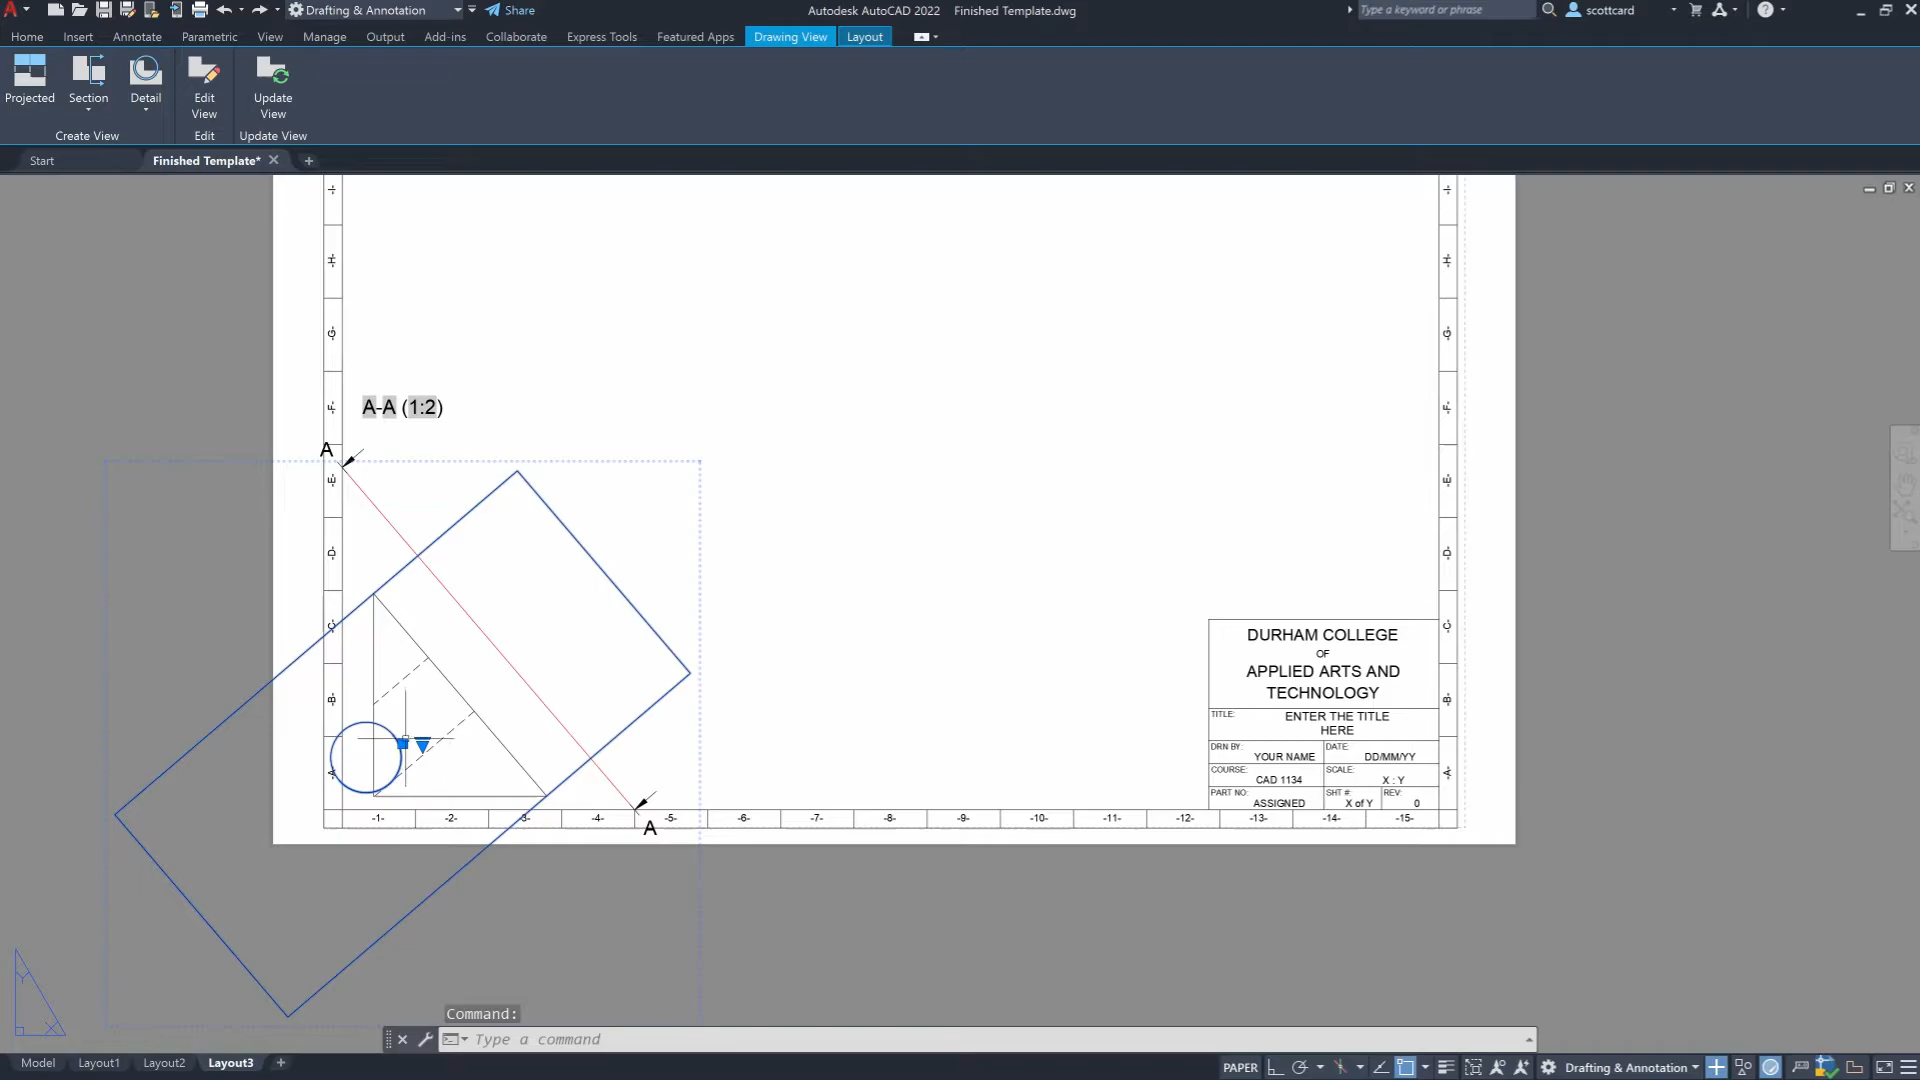 Drafting & Annotation
Share
Autodesk AutoCAD 2022 Finished Template.dwg
Type a keyword or phrase
scottcard
Home Insert Annotate Parametric View Manage Output Add-ins Collaborate Express Tools Featured Apps Drawing View Layout
Projected Section Detail Edit View Update View
Create View Edit Update View
Start Finished Template*
-I- -I-
-H- -H-
-G- -G-
A-A (1:2)
-F- -F-
A
-E- -E-
-D- -D-
-C- -C-
-B- -B-
-A- -A-
DURHAM COLLEGE
OF
APPLIED ARTS AND
TECHNOLOGY
TITLE: ENTER THE TITLE
HERE
DRN BY: YOUR NAME DATE: DD/MM/YY
COURSE: CAD 1134 SCALE: X : Y
PART NO: ASSIGNED SHT #: X of Y REV: 0
-1- -2- -3- -4- -5- -6- -7- -8- -9- -10- -11- -12- -13- -14- -15-
A
Y
X
Command:
Type a command
Model Layout1 Layout2 Layout3
PAPER
Drafting & Annotation